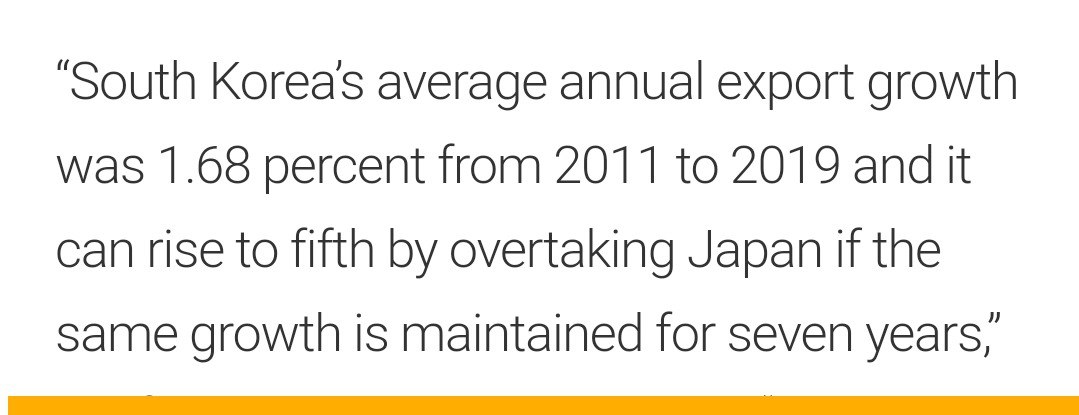 “South Korea’s average annual export growth
was 1.68 percent from 2011 to 2019 and it
can rise to fifth by overtaking Japan if the
same growth is maintained for seven years,”